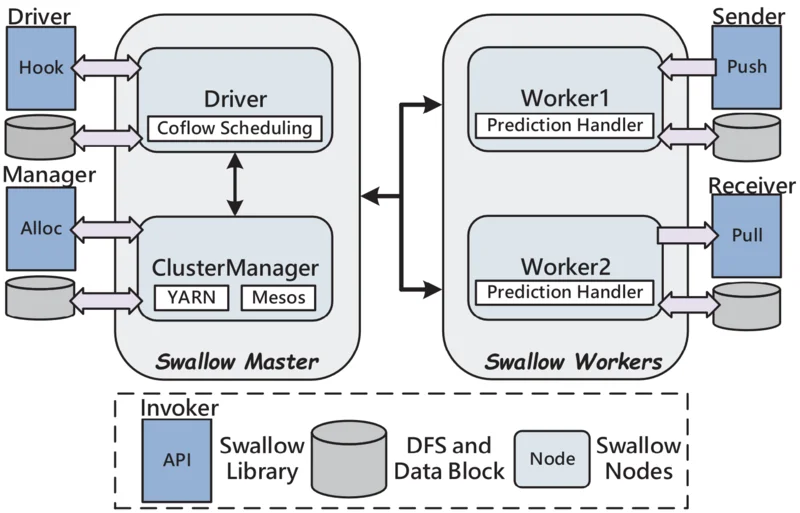 Driver
Hook
Manager
Alloc
Driver
Coflow Scheduling
ClusterManager
YARN
Mesos
Swallow Master
Worker1
Prediction Handler
Worker2
Prediction Handler
Swallow Workers
Sender
Push
Receiver
Pull
Invoker
API
Swallow
Library
DFS and
Data Block
Node
Swallow
Nodes